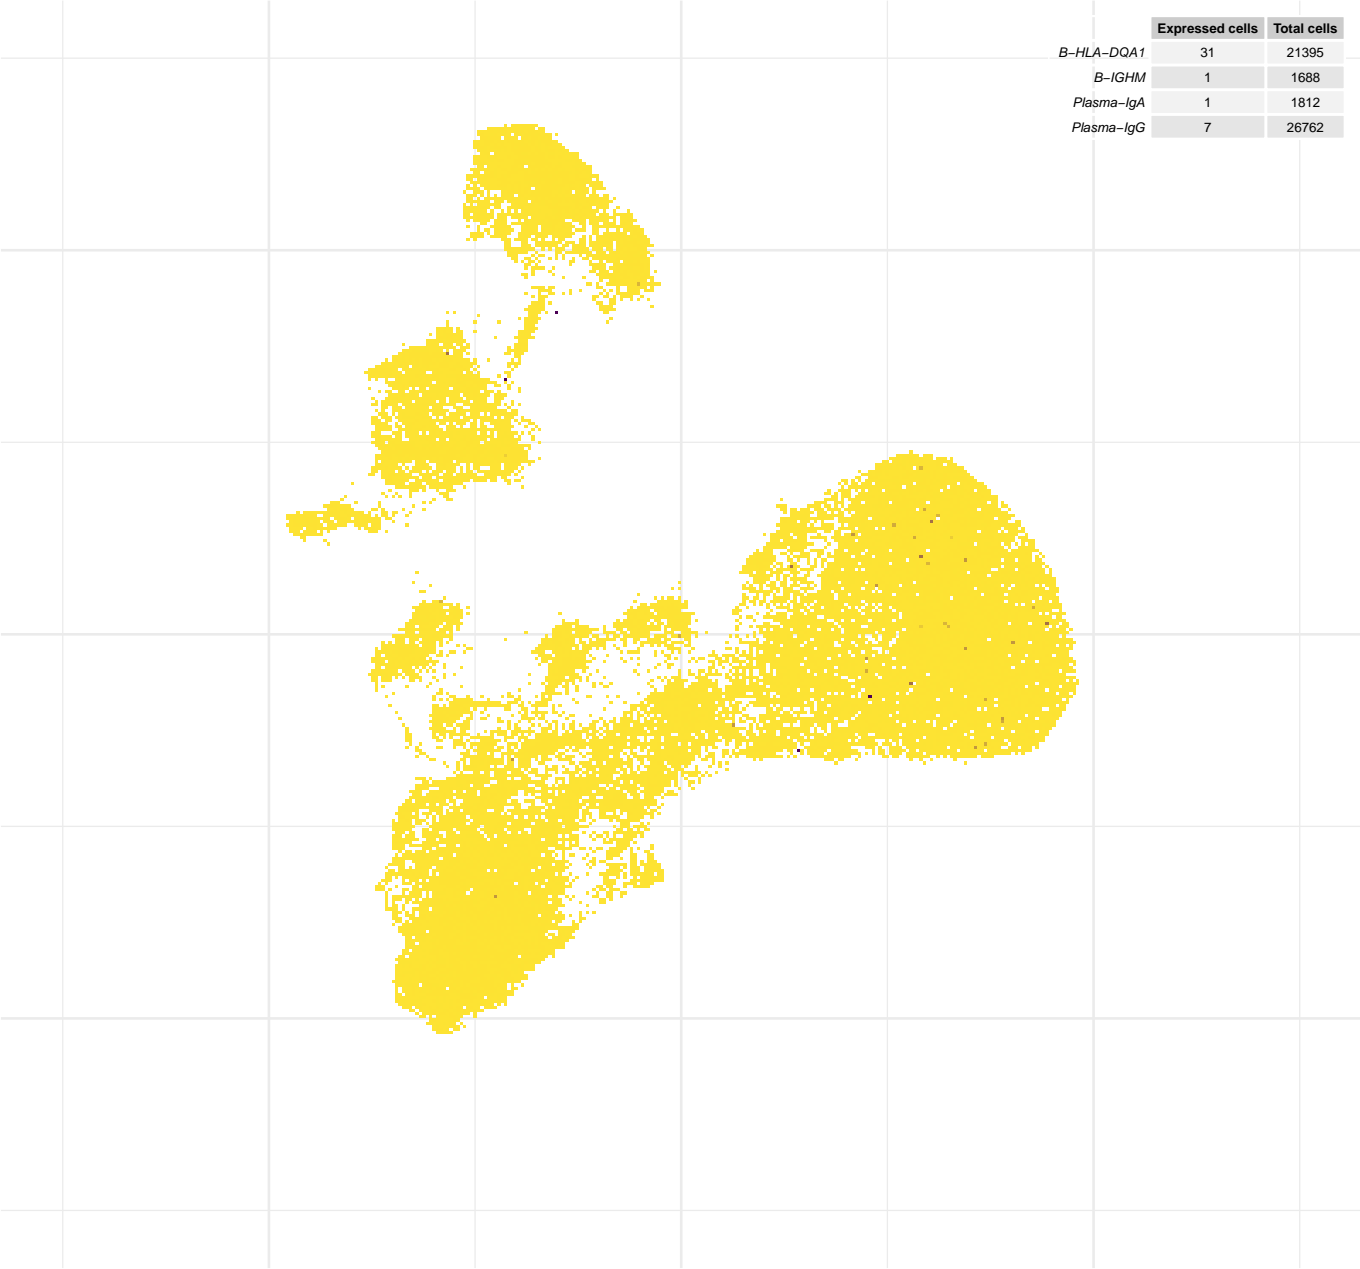 Expressed cells Total cells
B−HLA−DQA1 31 21395
B−IGHM 1 1688
Plasma−IgA 1 1812
Plasma−IgG 7 26762